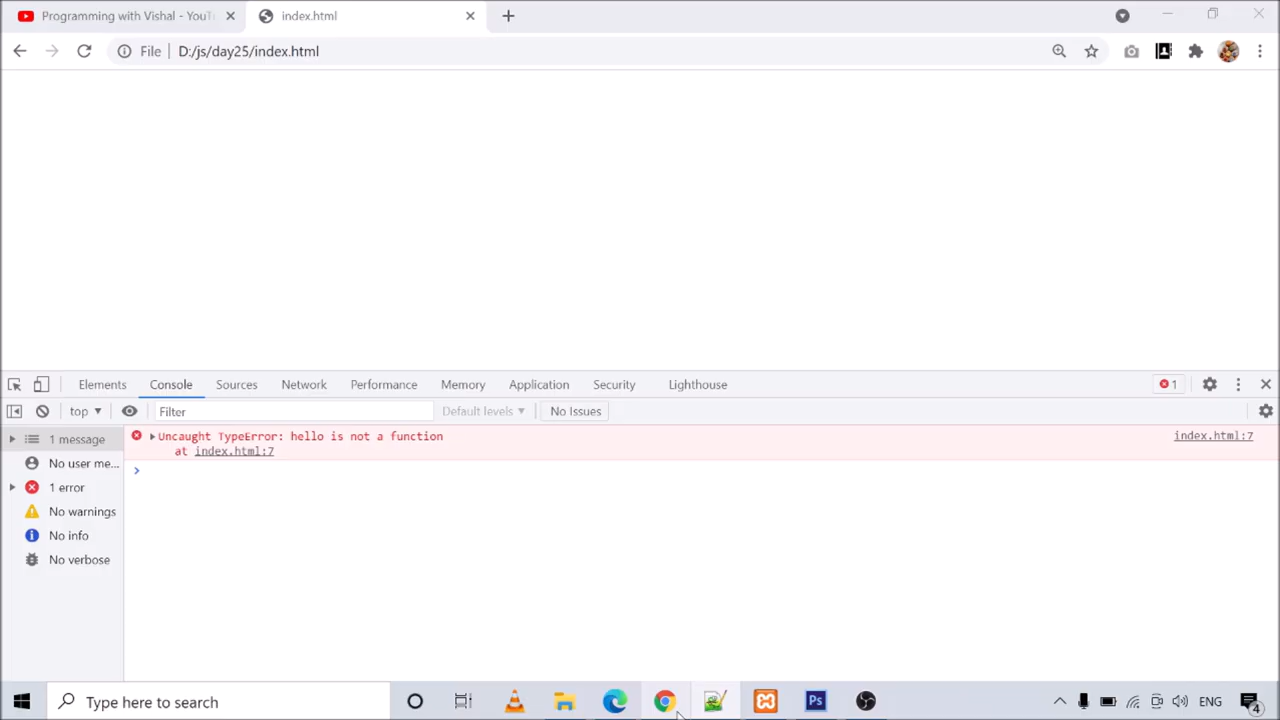 Programming with Vishal - YouT
index.html
File | D:/js/day25/index.html
Elements Console Sources Network Performance Memory Application Security Lighthouse 1
top Filter Default levels No Issues
1 message
Uncaught TypeError: hello is not a function index.html:7
at index.html:7
No user me...
1 error
No warnings
No info
No verbose
Type here to search Ps ENG 4